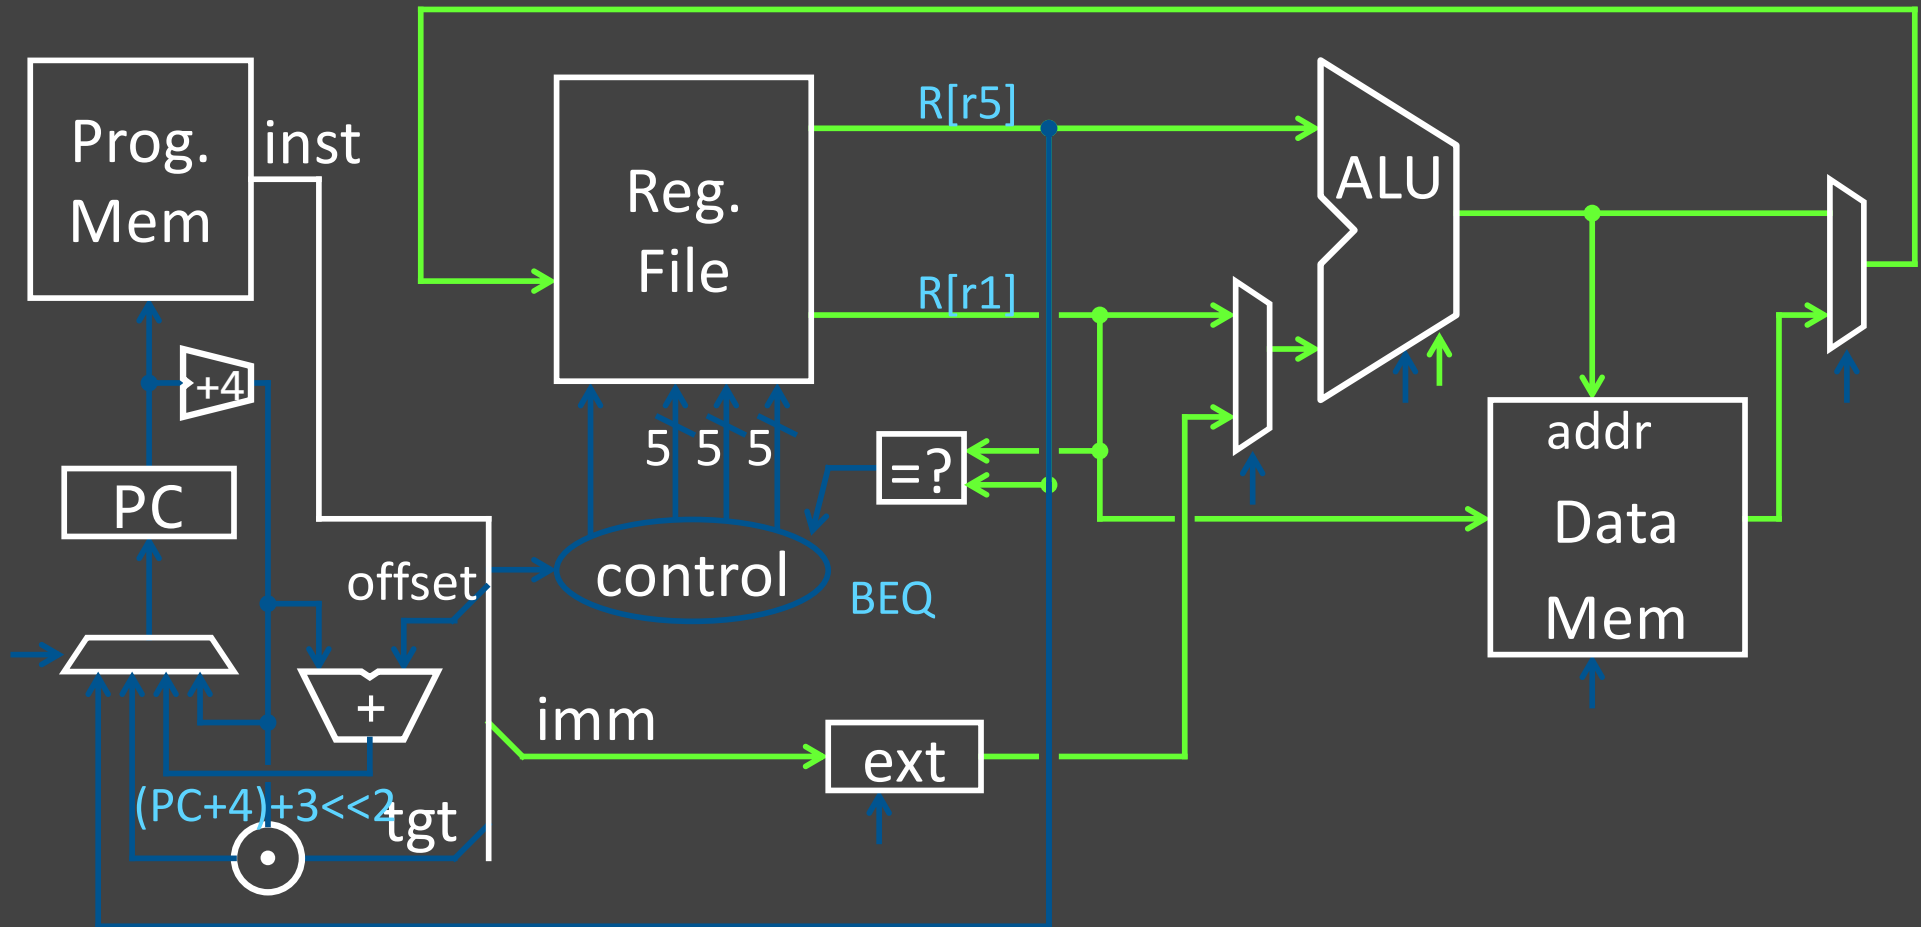 Prog.
Mem
inst
+4
PC
Reg.
File
R[r5]
R[r1]
ALU
5 5 5
=?
addr
Data
Mem
offset
control
BEQ
+
imm
ext
(PC+4)+3<<2
tgt